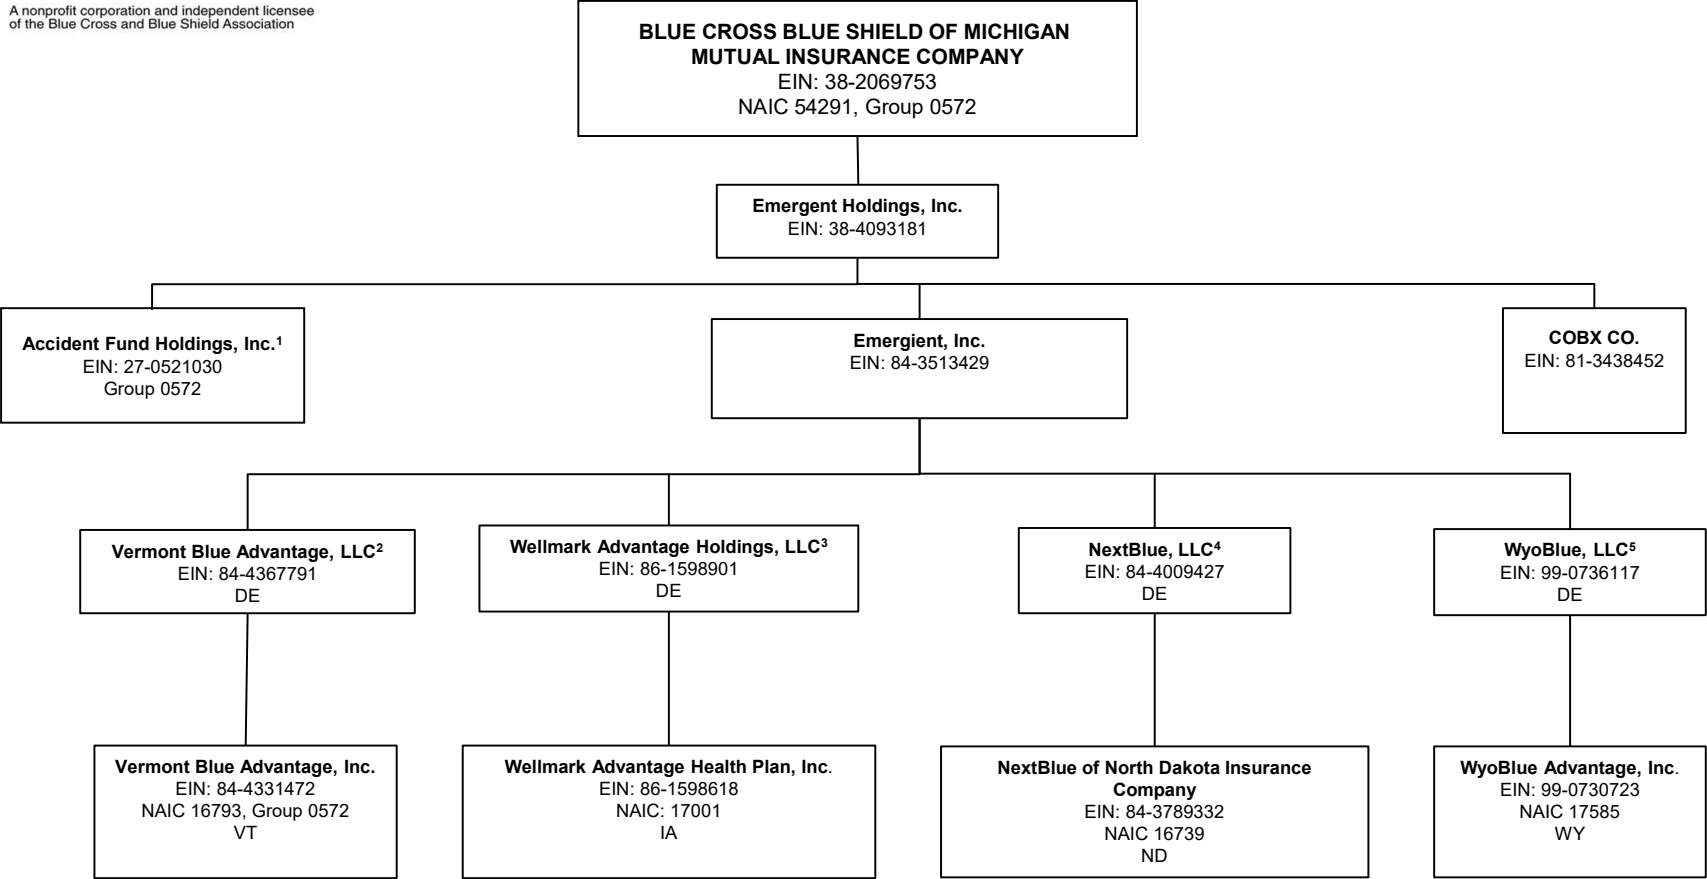 A nonprofit corporation and independent licensee
of the Blue Cross and Blue Shield Association
BLUE CROSS BLUE SHIELD OF MICHIGAN
MUTUAL INSURANCE COMPANY
EIN: 38-2069753
NAIC 54291, Group 0572
Emergent Holdings, Inc.
EIN: 38-4093181
Accident Fund Holdings, Inc.¹
EIN: 27-0521030
Group 0572
Emergient, Inc.
EIN: 84-3513429
COBX CO.
EIN: 81-3438452
Vermont Blue Advantage, LLC²
EIN: 84-4367791
DE
Wellmark Advantage Holdings, LLC³
EIN: 86-1598901
DE
NextBlue, LLC⁴
EIN: 84-4009427
DE
WyoBlue, LLC⁵
EIN: 99-0736117
DE
Vermont Blue Advantage, Inc.
EIN: 84-4331472
NAIC 16793, Group 0572
VT
Wellmark Advantage Health Plan, Inc.
EIN: 86-1598618
NAIC: 17001
IA
NextBlue of North Dakota Insurance
Company
EIN: 84-3789332
NAIC 16739
ND
WyoBlue Advantage, Inc.
EIN: 99-0730723
NAIC 17585
WY